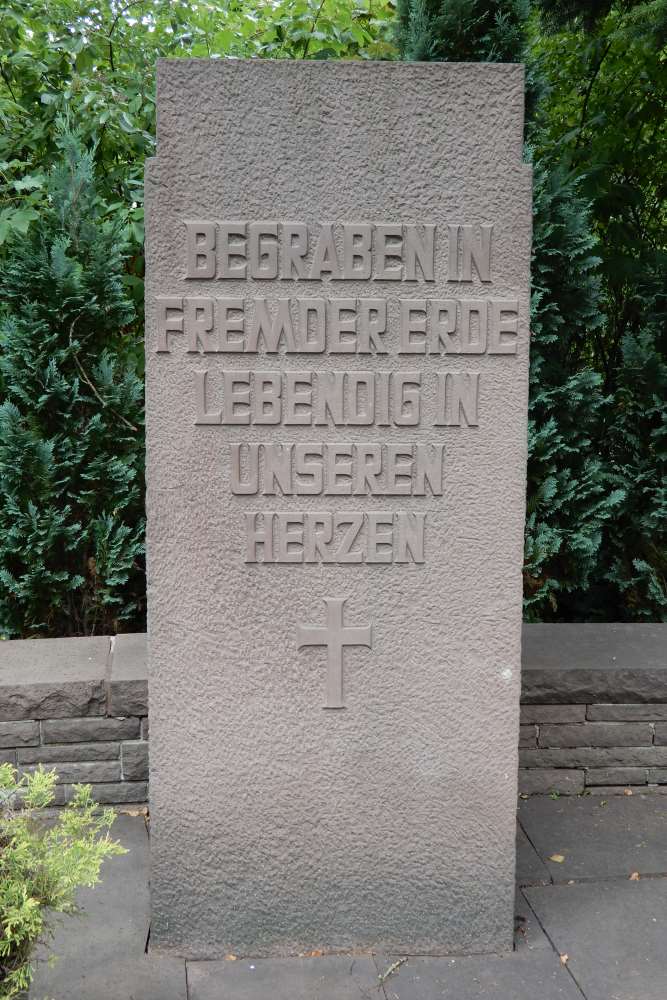 BEGRABEN IN
FREMDER ERDE
LEBENDIG IN
UNSEREN
HERZEN